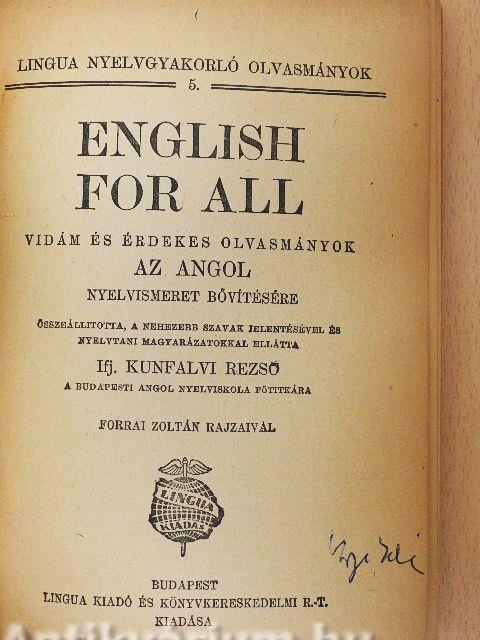 LINGUA NYELVGYAKORLÓ OLVASMÁNYOK
5.
ENGLISH
FOR ALL
VIDÁM ÉS ÉRDEKES OLVASMÁNYOK
AZ ANGOL
NYELVISMERET BŐVÍTÉSÉRE
ÖSSZEÁLLITOTTA, A NEHEZEBB SZAVAK JELENTÉSÉVEL ÉS
NYELVTANI MAGYARÁZATOKKAL ELLÁTTA
Ifj. KUNFALVI REZSŐ
A BUDAPESTI ANGOL NYELVISKOLA FŐTITKÁRA
FORRAI ZOLTÁN RAJZAIVAL
LINGUA
KIADÁS
BUDAPEST
LINGUA KIADÓ ÉS KÖNYVKERESKEDELMI R.-T.
KIADÁSA